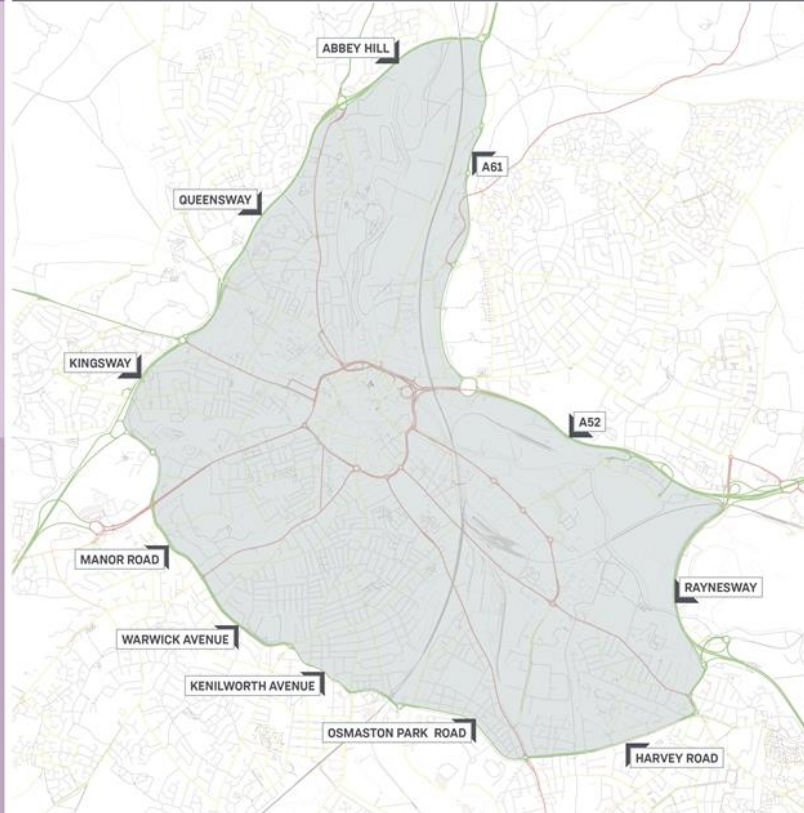 ABBEY HILL
A61
QUEENSWAY
KINGSWAY
A52
MANOR ROAD
RAYNESWAY
WARWICK AVENUE
KENILWORTH AVENUE
OSMASTON PARK ROAD
HARVEY ROAD